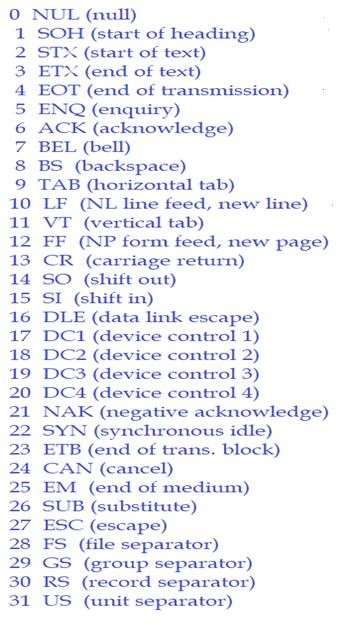 0 NUL (null)
1 SOH (start of heading)
2 STX (start of text)
3 ETX (end of text)
4 EOT (end of transmission)
5 ENQ (enquiry)
6 ACK (acknowledge)
7 BEL (bell)
8 BS (backspace)
9 TAB (horizontal tab)
10 LF (NL line feed, new line)
11 VT (vertical tab)
12 FF (NP form feed, new page)
13 CR (carriage return)
14 SO (shift out)
15 SI (shift in)
16 DLE (data link escape)
17 DC1 (device control 1)
18 DC2 (device control 2)
19 DC3 (device control 3)
20 DC4 (device control 4)
21 NAK (negative acknowledge)
22 SYN (synchronous idle)
23 ETB (end of trans. block)
24 CAN (cancel)
25 EM (end of medium)
26 SUB (substitute)
27 ESC (escape)
28 FS (file separator)
29 GS (group separator)
30 RS (record separator)
31 US (unit separator)